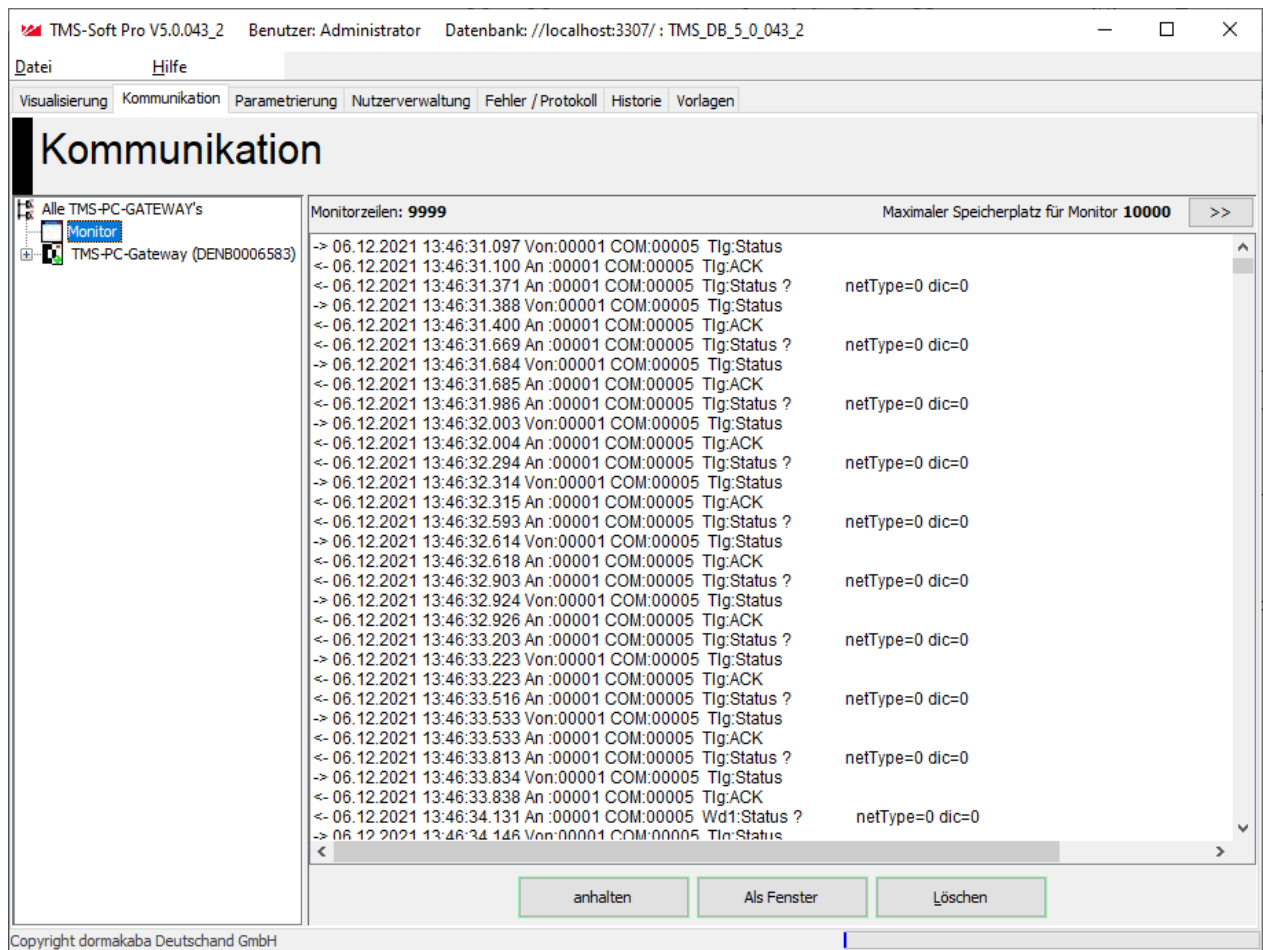 TMS-Soft Pro V5.0.043_2 Benutzer: Administrator Datenbank: //localhost:3307/ : TMS_DB_5_0_043_2
Datei Hilfe
Visualisierung Kommunikation Parametrierung Nutzerverwaltung Fehler / Protokoll Historie Vorlagen
Kommunikation
Alle TMS-PC-GATEWAY's
Monitor
TMS-PC-Gateway (DENB0006583)
Monitorzeilen: 9999 Maximaler Speicherplatz für Monitor 10000 >>
-> 06.12.2021 13:46:31.097 Von:00001 COM:00005 Tlg:Status
<- 06.12.2021 13:46:31.100 An :00001 COM:00005 Tlg:ACK
<- 06.12.2021 13:46:31.371 An :00001 COM:00005 Tlg:Status ? netType=0 dic=0
-> 06.12.2021 13:46:31.388 Von:00001 COM:00005 Tlg:Status
<- 06.12.2021 13:46:31.400 An :00001 COM:00005 Tlg:ACK
<- 06.12.2021 13:46:31.669 An :00001 COM:00005 Tlg:Status ? netType=0 dic=0
-> 06.12.2021 13:46:31.684 Von:00001 COM:00005 Tlg:Status
<- 06.12.2021 13:46:31.685 An :00001 COM:00005 Tlg:ACK
<- 06.12.2021 13:46:31.986 An :00001 COM:00005 Tlg:Status ? netType=0 dic=0
-> 06.12.2021 13:46:32.003 Von:00001 COM:00005 Tlg:Status
<- 06.12.2021 13:46:32.004 An :00001 COM:00005 Tlg:ACK
<- 06.12.2021 13:46:32.294 An :00001 COM:00005 Tlg:Status ? netType=0 dic=0
-> 06.12.2021 13:46:32.314 Von:00001 COM:00005 Tlg:Status
<- 06.12.2021 13:46:32.315 An :00001 COM:00005 Tlg:ACK
<- 06.12.2021 13:46:32.593 An :00001 COM:00005 Tlg:Status ? netType=0 dic=0
-> 06.12.2021 13:46:32.614 Von:00001 COM:00005 Tlg:Status
<- 06.12.2021 13:46:32.618 An :00001 COM:00005 Tlg:ACK
<- 06.12.2021 13:46:32.903 An :00001 COM:00005 Tlg:Status ? netType=0 dic=0
-> 06.12.2021 13:46:32.924 Von:00001 COM:00005 Tlg:Status
<- 06.12.2021 13:46:32.926 An :00001 COM:00005 Tlg:ACK
<- 06.12.2021 13:46:33.203 An :00001 COM:00005 Tlg:Status ? netType=0 dic=0
-> 06.12.2021 13:46:33.223 Von:00001 COM:00005 Tlg:Status
<- 06.12.2021 13:46:33.223 An :00001 COM:00005 Tlg:ACK
<- 06.12.2021 13:46:33.516 An :00001 COM:00005 Tlg:Status ? netType=0 dic=0
-> 06.12.2021 13:46:33.533 Von:00001 COM:00005 Tlg:Status
<- 06.12.2021 13:46:33.533 An :00001 COM:00005 Tlg:ACK
<- 06.12.2021 13:46:33.813 An :00001 COM:00005 Tlg:Status ? netType=0 dic=0
-> 06.12.2021 13:46:33.834 Von:00001 COM:00005 Tlg:Status
<- 06.12.2021 13:46:33.838 An :00001 COM:00005 Tlg:ACK
<- 06.12.2021 13:46:34.131 An :00001 COM:00005 Wd1:Status ? netType=0 dic=0
-> 06.12.2021 13:46:34.146 Von:00001 COM:00005 Tlg:Status
anhalten Als Fenster Löschen
Copyright dormakaba Deutschand GmbH